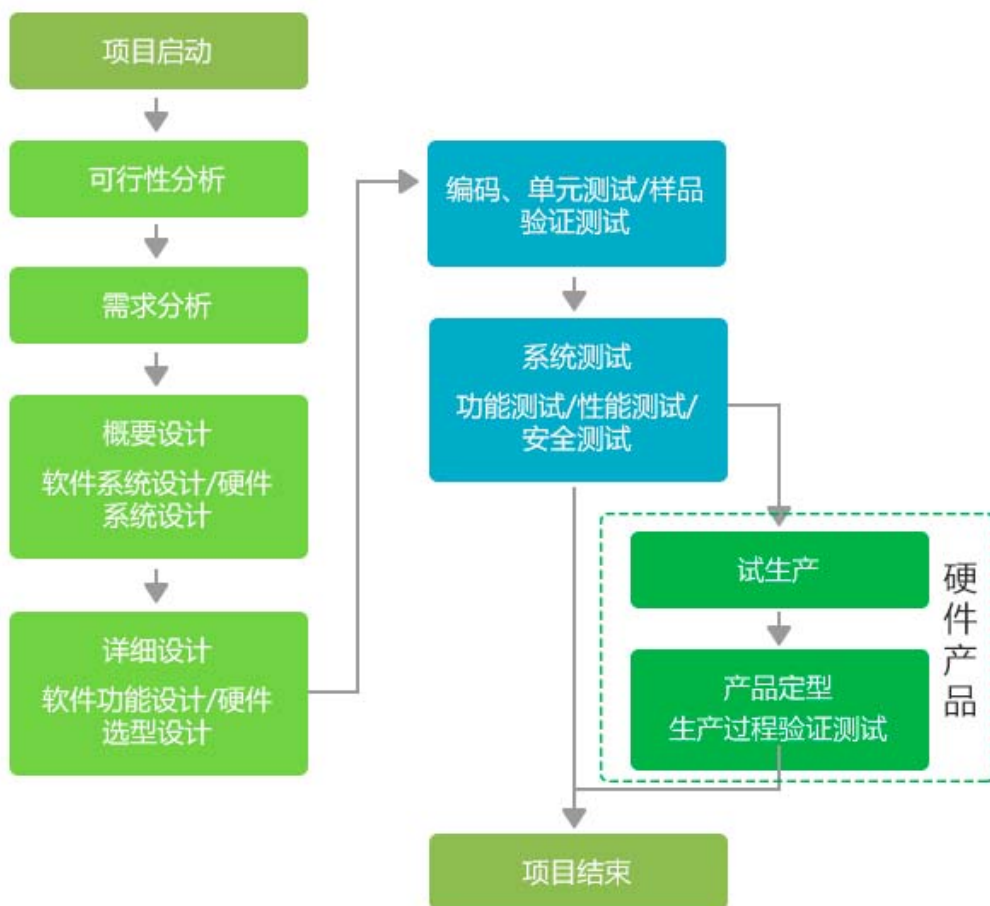 项目启动
可行性分析
需求分析
概要设计
软件系统设计/硬件
系统设计
详细设计
软件功能设计/硬件
选型设计
编码、单元测试/样品
验证测试
系统测试
功能测试/性能测试/
安全测试
试生产
产品定型
生产过程验证测试
硬件产品
项目结束